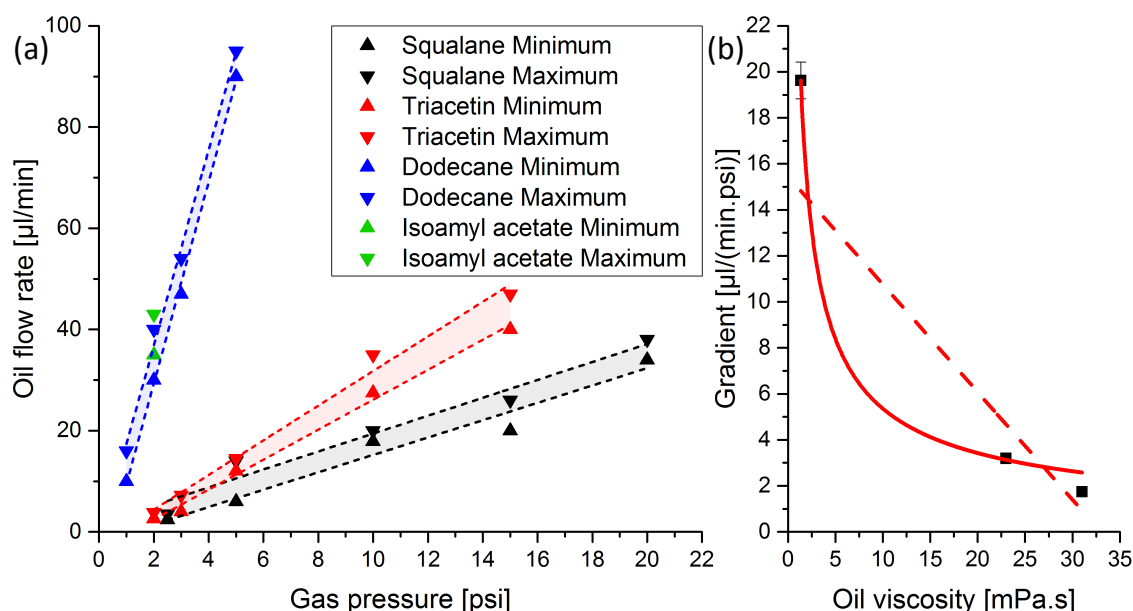 (a)
Oil flow rate [µl/min]
100
80
60
40
20
0
0 2 4 6 8 10 12 14 16 18 20 22
Gas pressure [psi]
Squalane Minimum
Squalane Maximum
Triacetin Minimum
Triacetin Maximum
Dodecane Minimum
Dodecane Maximum
Isoamyl acetate Minimum
Isoamyl acetate Maximum
(b)
Gradient [µl/(min.psi)]
22
20
18
16
14
12
10
8
6
4
2
0
0 5 10 15 20 25 30 35
Oil viscosity [mPa.s]